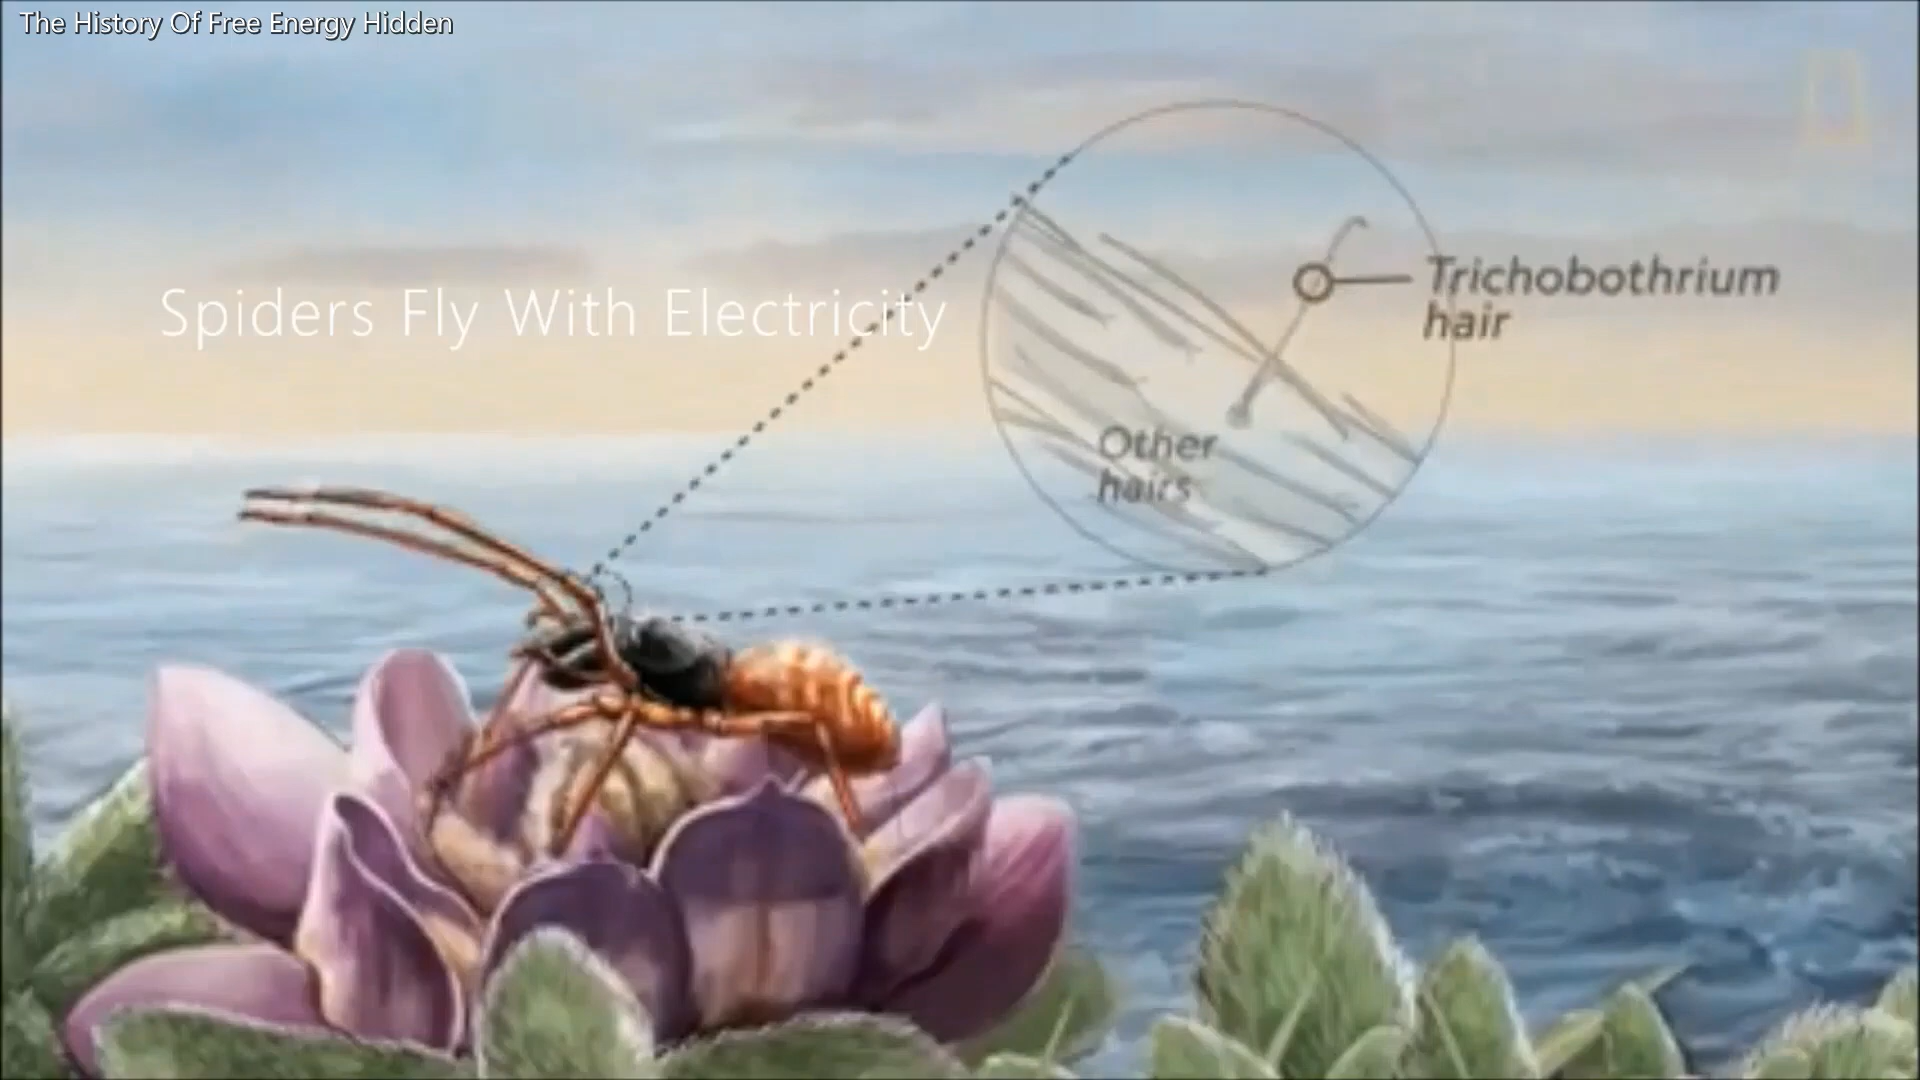 The History Of Free Energy Hidden
Spiders Fly With Electricity
Trichobothrium
hair
Other
hairs